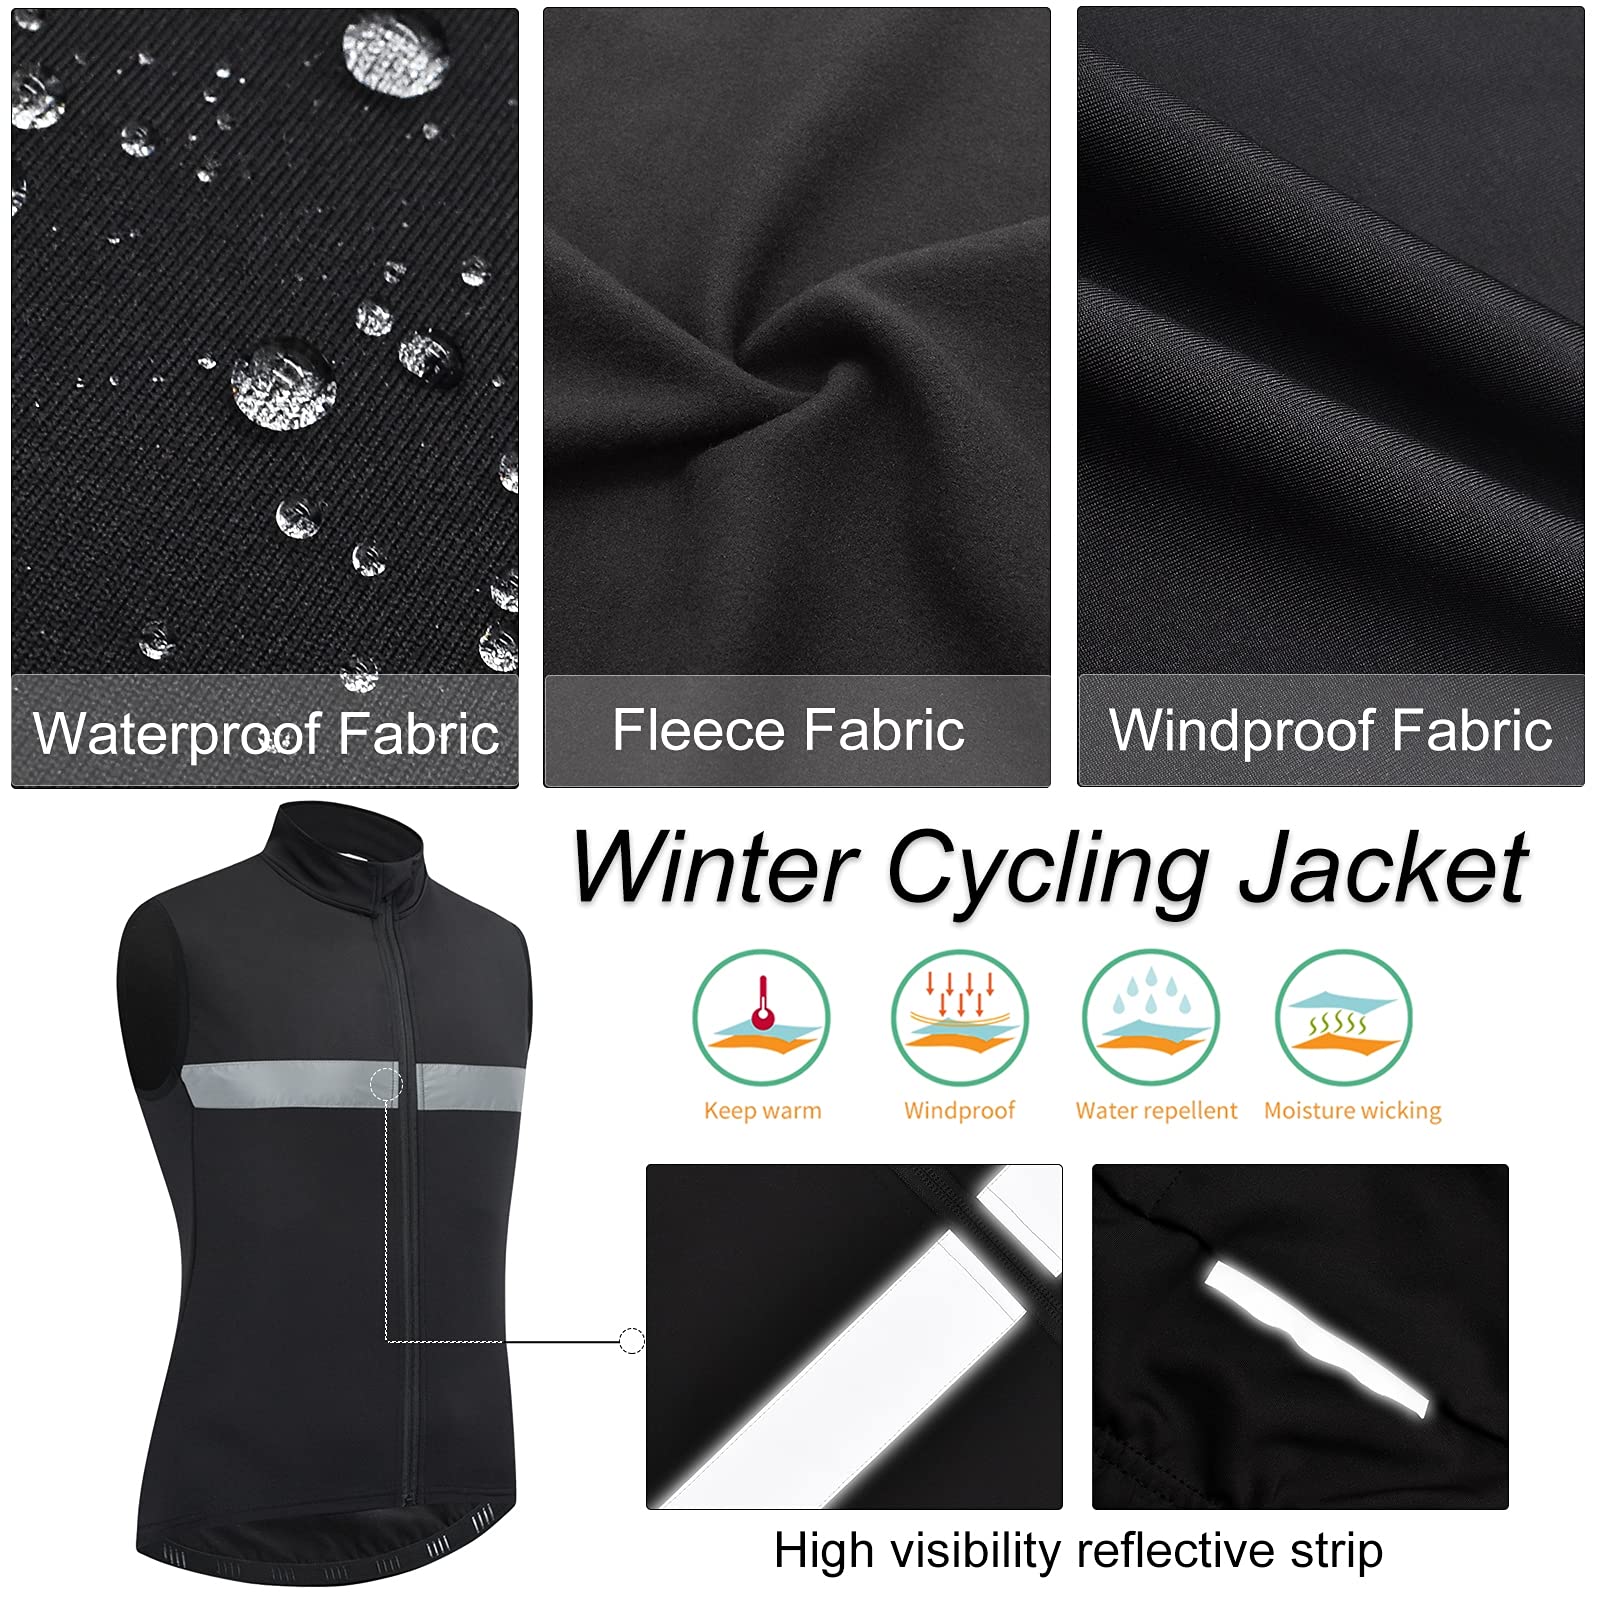 Waterproof Fabric
Fleece Fabric
Windproof Fabric
Winter Cycling Jacket
Keep warm
Windproof
Water repellent
Moisture wicking
High visibility reflective strip